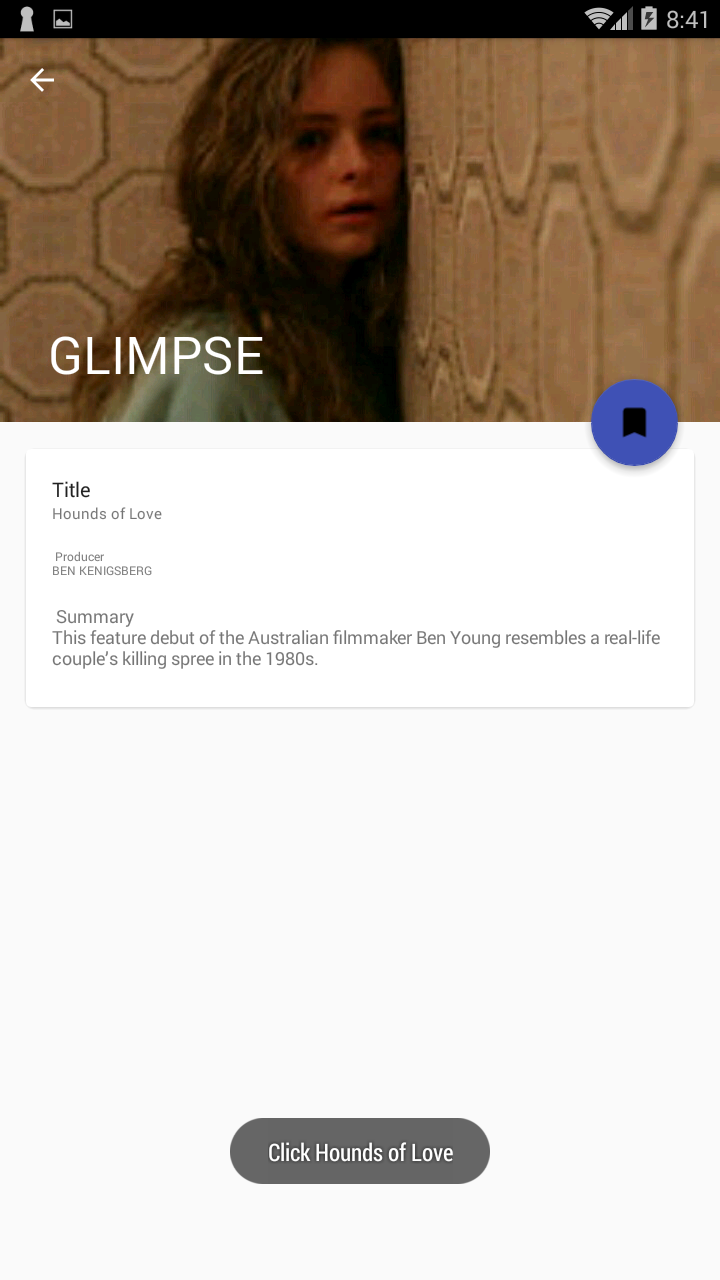 8:41
GLIMPSE
Title
Hounds of Love
Producer
BEN KENIGSBERG
Summary
This feature debut of the Australian filmmaker Ben Young resembles a real-life
couple’s killing spree in the 1980s.
Click Hounds of Love